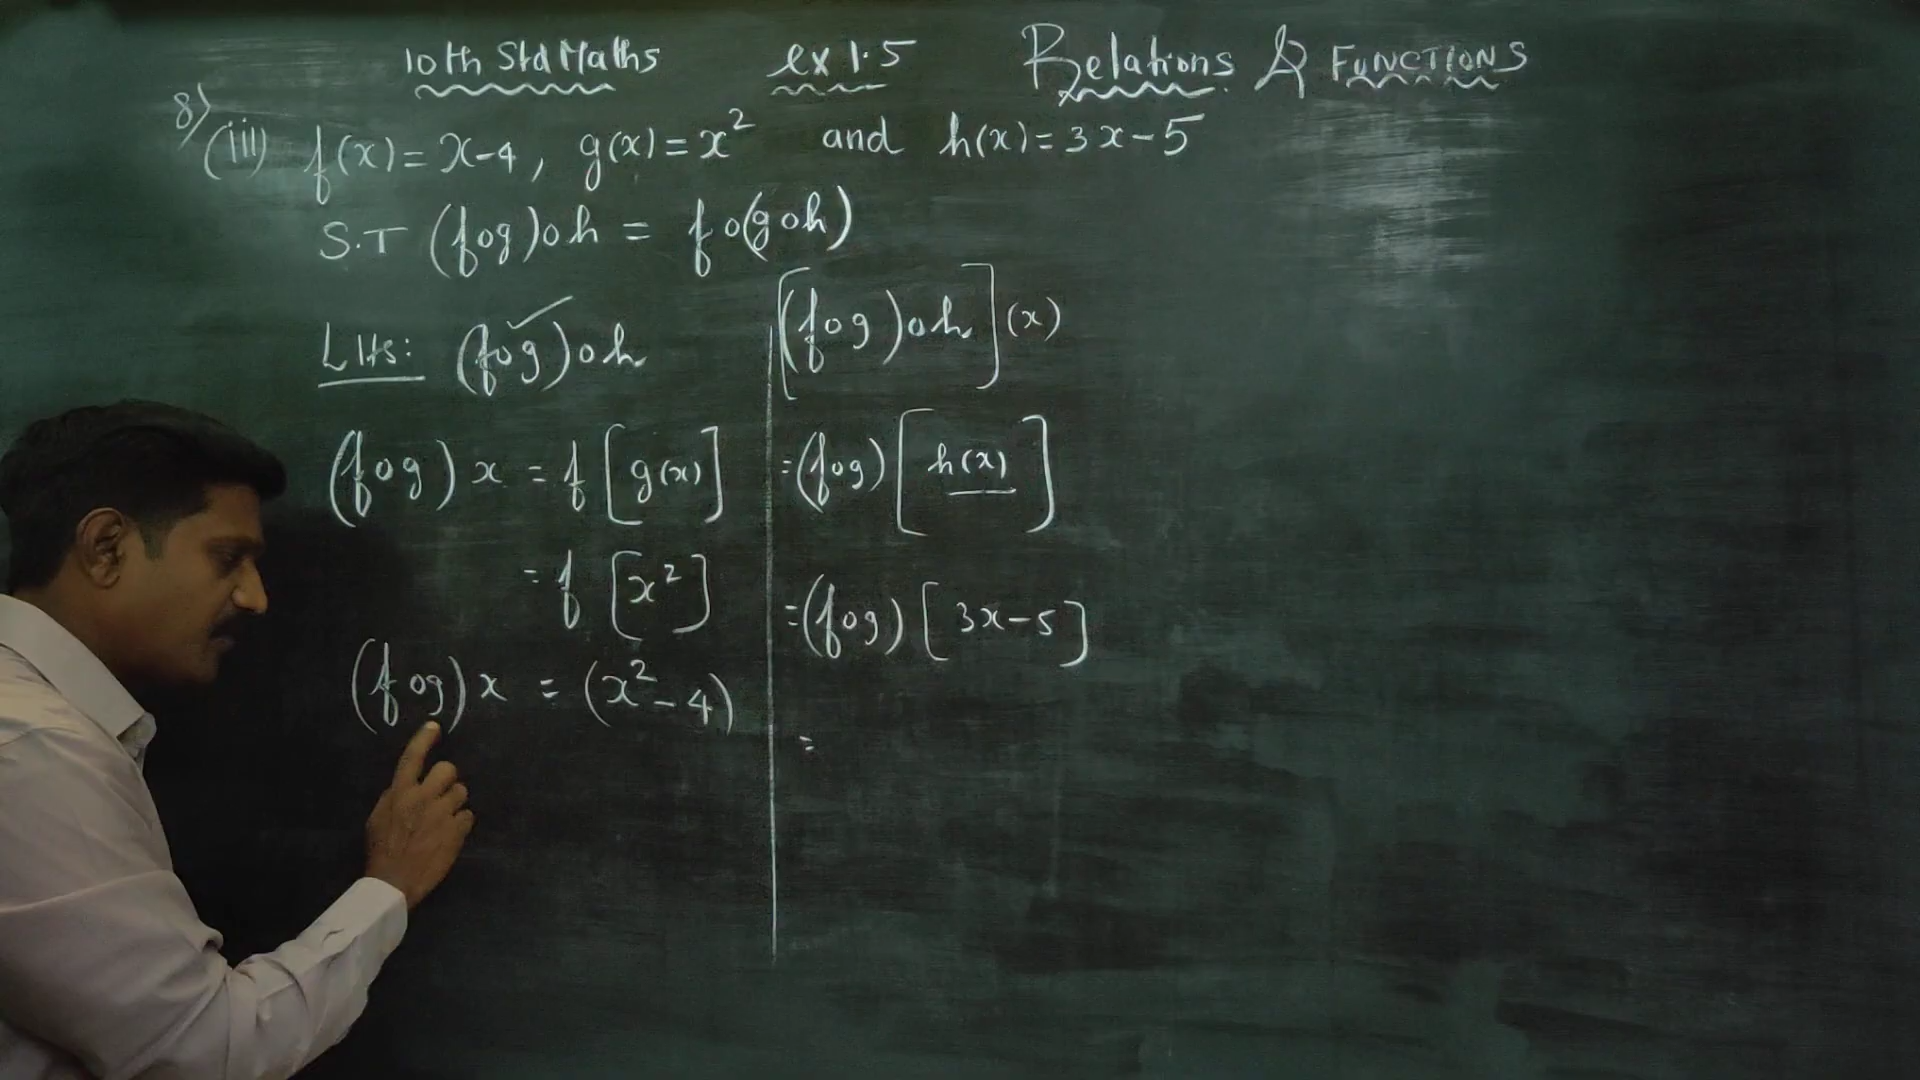 10th Std Maths ex 1.5 Relations & FUNCTIONS
8) (iii) f(x) = x-4, g(x) = x² and h(x) = 3x-5
S.T (fog)oh = fo(goh)
LHS: (fog)oh
(fog)x = f[g(x)]
= f[x²]
(fog)x = (x²-4)
[(fog)oh](x)
=(fog)[h(x)]
=(fog)[3x-5]
=